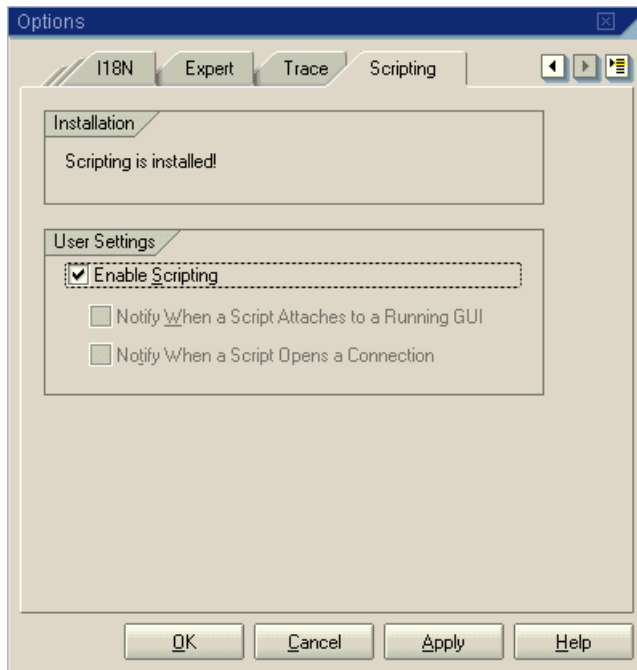 Options
I18N Expert Trace Scripting
Installation
Scripting is installed!
User Settings
Enable Scripting
Notify When a Script Attaches to a Running GUI
Notify When a Script Opens a Connection
OK Cancel Apply Help